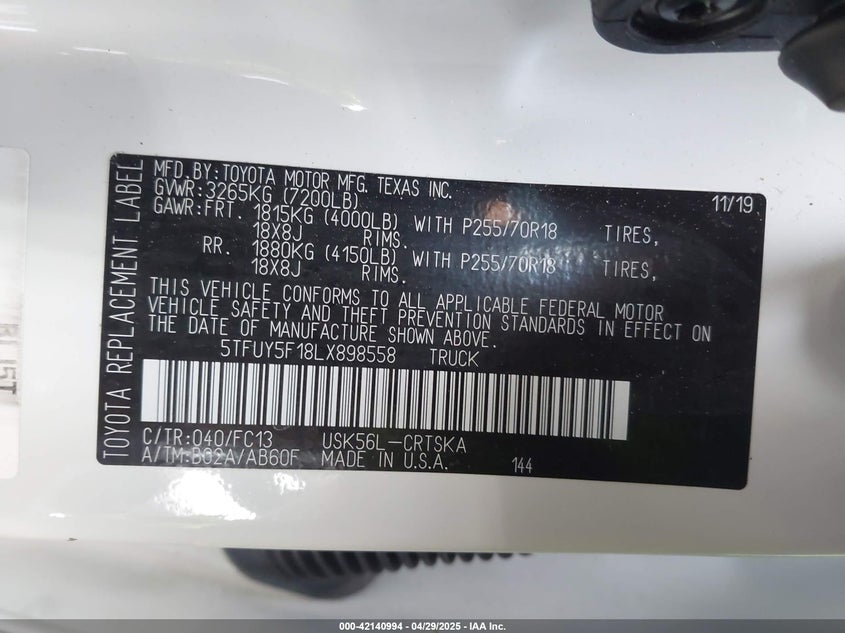 TOYOTA REPLACEMENT LABEL
MFD. BY: TOYOTA MOTOR MFG. TEXAS INC.
GVWR: 3265KG (7200LB) 11/19
GAWR: FRT. 1815KG (4000LB) WITH P255/70R18 TIRES,
18X8J RIMS.
RR. 1880KG (4150LB) WITH P255/70R18 TIRES,
18X8J RIMS.
THIS VEHICLE CONFORMS TO ALL APPLICABLE FEDERAL MOTOR
VEHICLE SAFETY AND THEFT PREVENTION STANDARDS IN EFFECT ON
THE DATE OF MANUFACTURE SHOWN ABOVE.
5TFUY5F18LX898558 TRUCK
C/TR: 040/FC13 USK56L-CRTSKA
A/TM: B02A/AB60F MADE IN U.S.A. 144
000-42140994 - 04/29/2025 - IAA Inc.